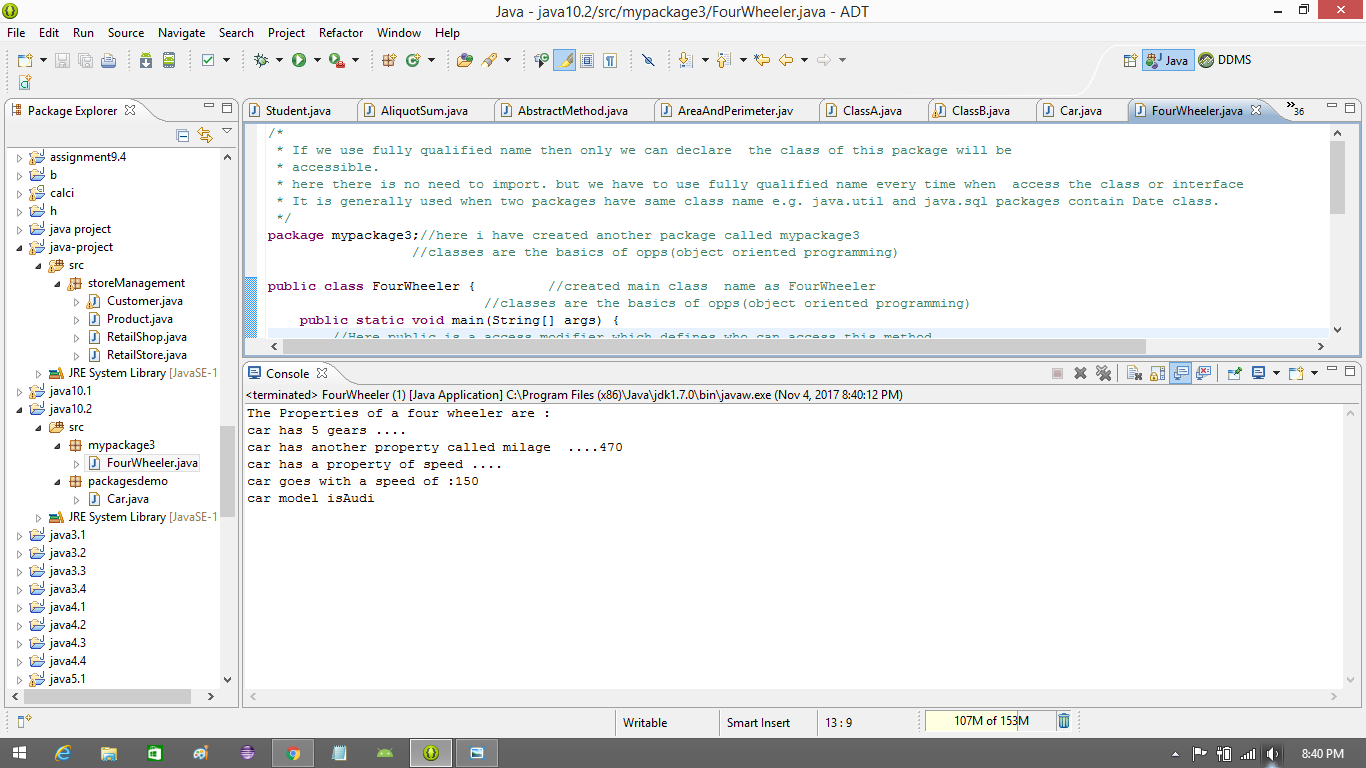 Java - java10.2/src/mypackage3/FourWheeler.java - ADT
File Edit Run Source Navigate Search Project Refactor Window Help
Java DDMS
Package Explorer
assignment9.4
b
calci
h
java project
java-project
src
storeManagement
Customer.java
Product.java
RetailShop.java
RetailStore.java
JRE System Library [JavaSE-1
java10.1
java10.2
src
mypackage3
FourWheeler.java
packagesdemo
Car.java
JRE System Library [JavaSE-1
java3.1
java3.2
java3.3
java3.4
java4.1
java4.2
java4.3
java4.4
java5.1
Student.java AliquotSum.java AbstractMethod.java AreaAndPerimeter.jav ClassA.java ClassB.java Car.java FourWheeler.java »36
/*
* If we use fully qualified name then only we can declare  the class of this package will be
* accessible.
* here there is no need to import. but we have to use fully qualified name every time when  access the class or interface
* It is generally used when two packages have same class name e.g. java.util and java.sql packages contain Date class.
*/
package mypackage3;//here i have created another package called mypackage3
//classes are the basics of opps(object oriented programming)
public class FourWheeler {         //created main class  name as FourWheeler
//classes are the basics of opps(object oriented programming)
public static void main(String[] args) {
//Here public is a access modifier which defines who can access this method
Console
<terminated> FourWheeler (1) [Java Application] C:\Program Files (x86)\Java\jdk1.7.0\bin\javaw.exe (Nov 4, 2017 8:40:12 PM)
The Properties of a four wheeler are :
car has 5 gears ....
car has another property called milage  ....470
car has a property of speed ....
car goes with a speed of :150
car model isAudi
Writable Smart Insert 13 : 9 107M of 153M
8:40 PM